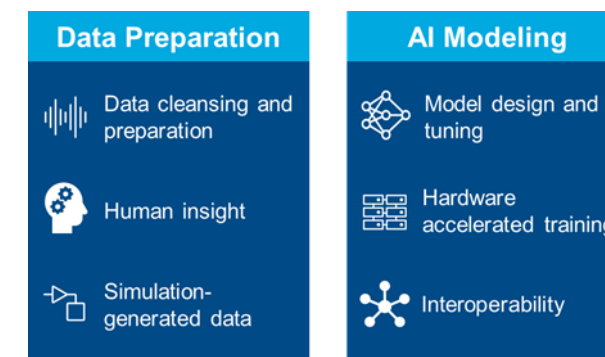 Data Preparation
Data cleansing and
preparation
Human insight
Simulation-
generated data
AI Modeling
Model design and
tuning
Hardware
accelerated training
Interoperability